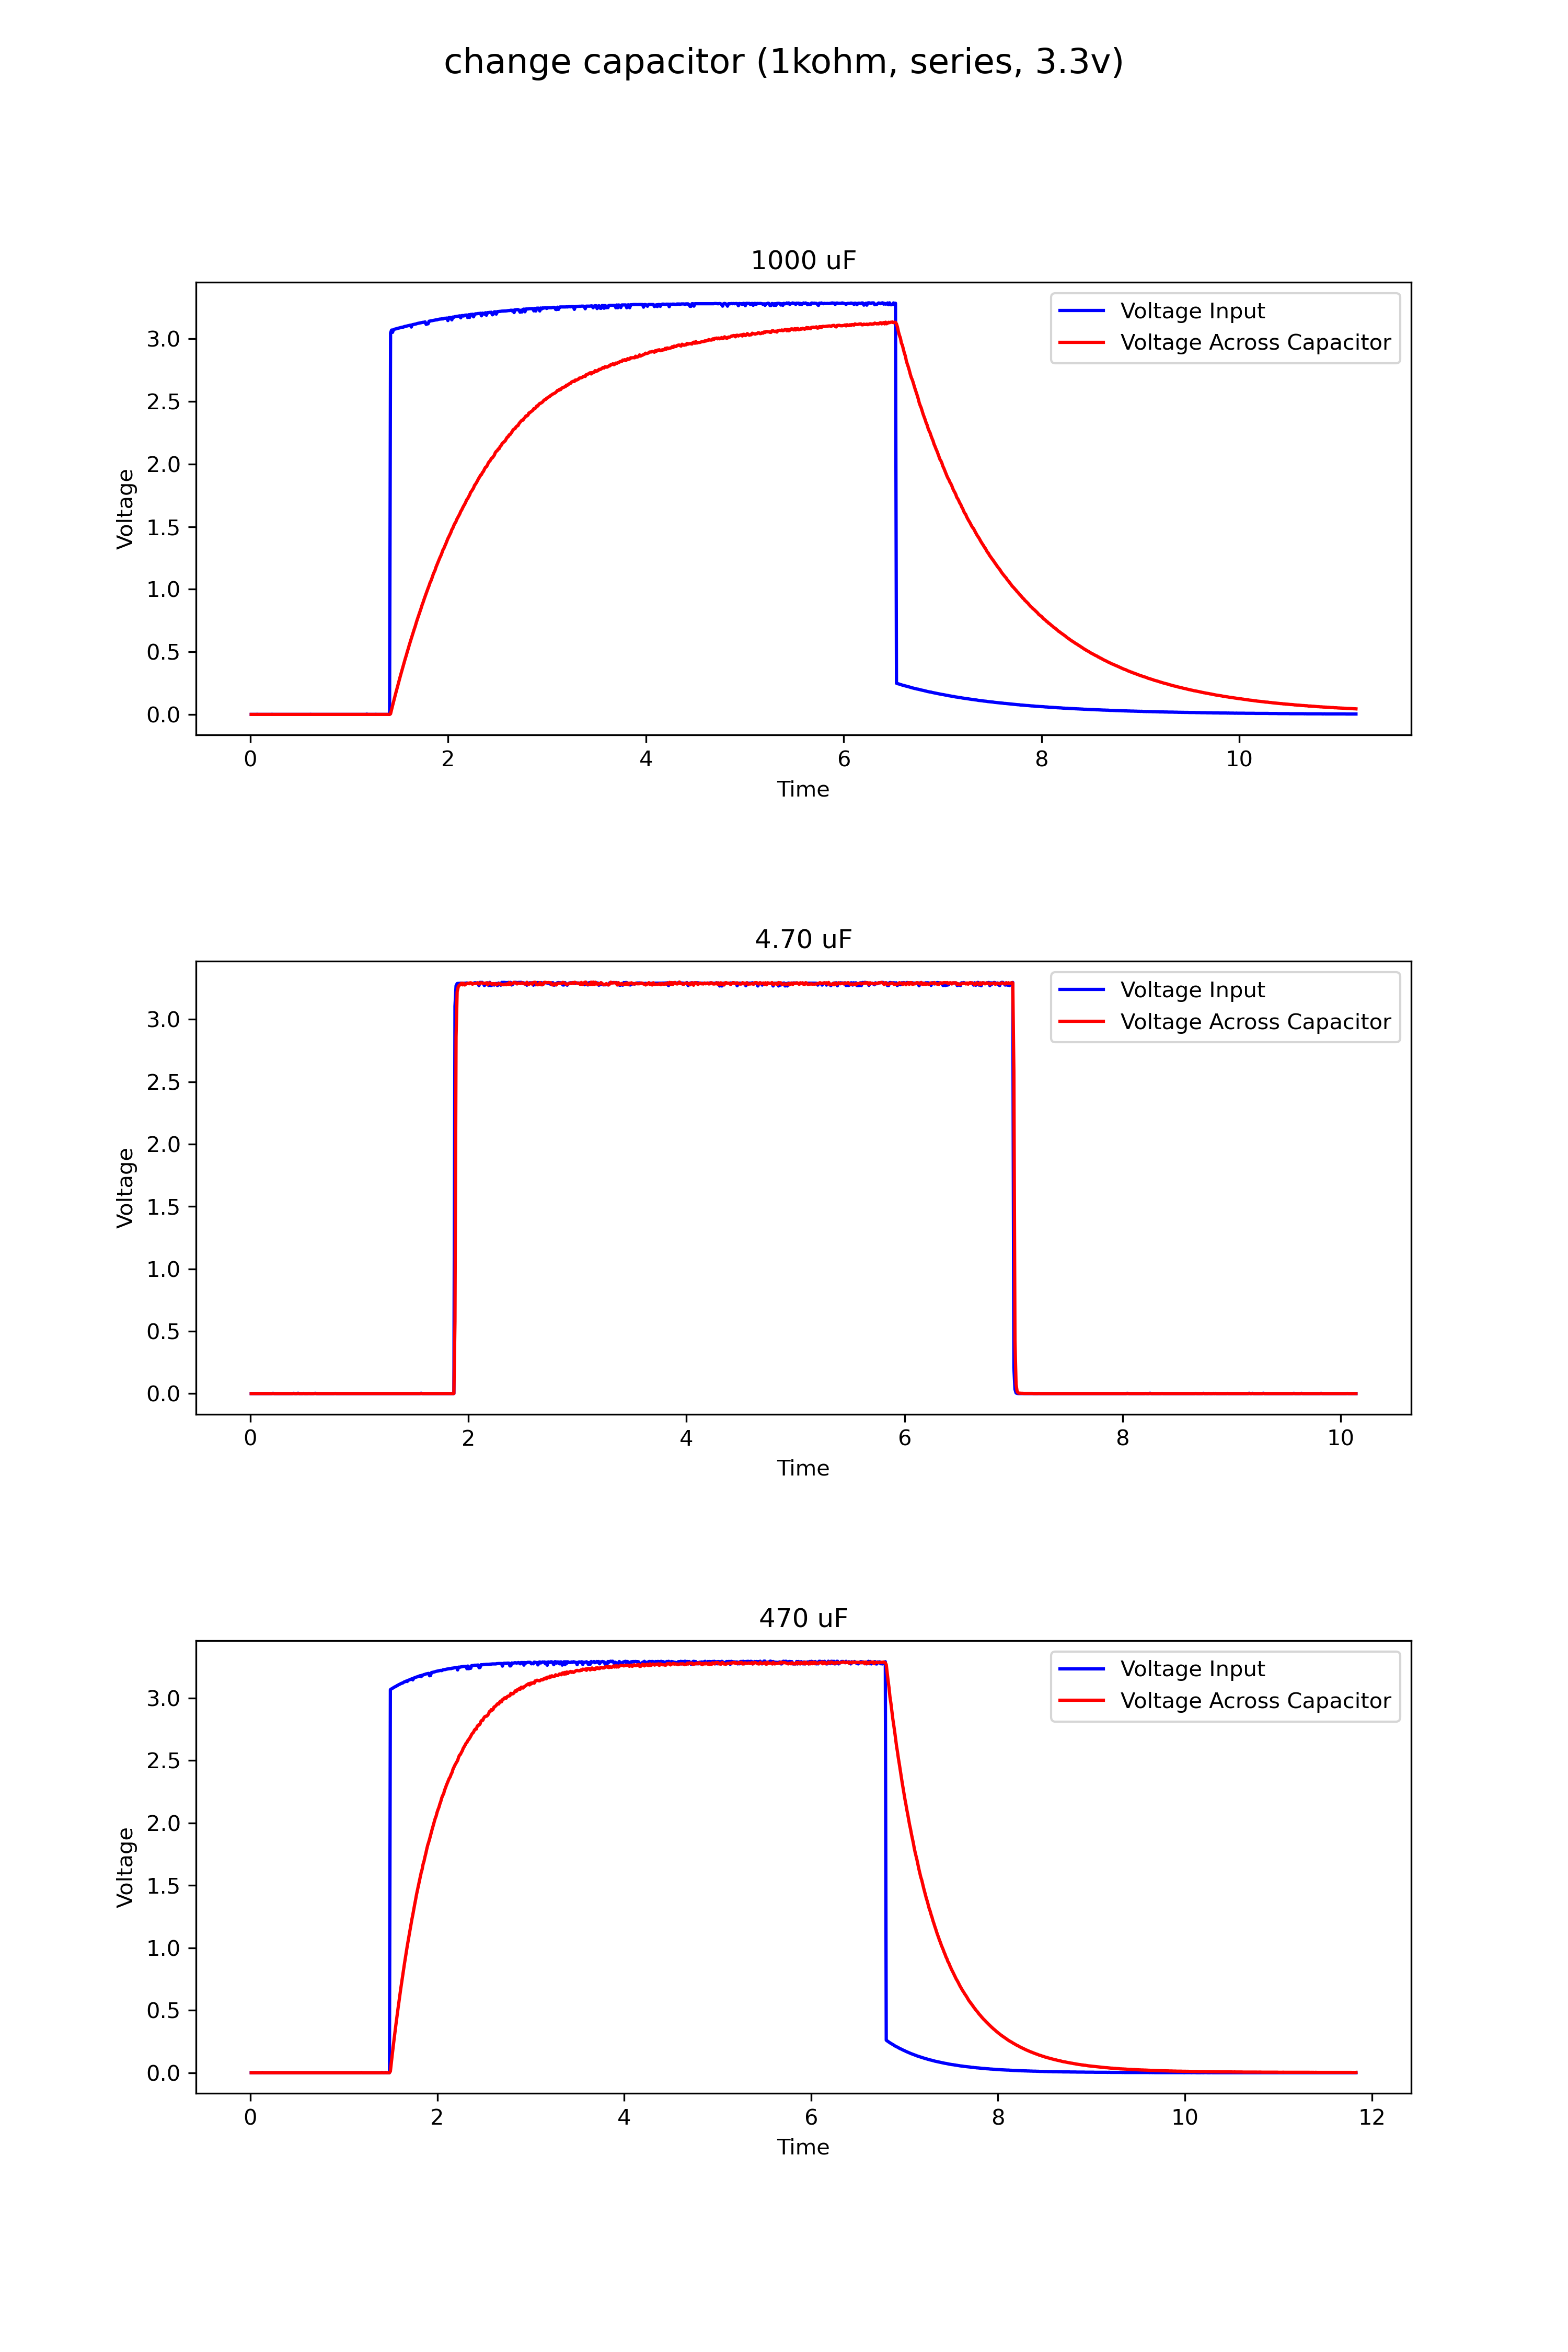 change capacitor (1kohm, series, 3.3v)
1000 uF
Voltage Input
Voltage Across Capacitor
3.0
2.5
2.0
1.5
1.0
0.5
0.0
Voltage
0 2 4 6 8 10
Time
4.70 uF
Voltage Input
Voltage Across Capacitor
3.0
2.5
2.0
1.5
1.0
0.5
0.0
Voltage
0 2 4 6 8 10
Time
470 uF
Voltage Input
Voltage Across Capacitor
3.0
2.5
2.0
1.5
1.0
0.5
0.0
Voltage
0 2 4 6 8 10 12
Time